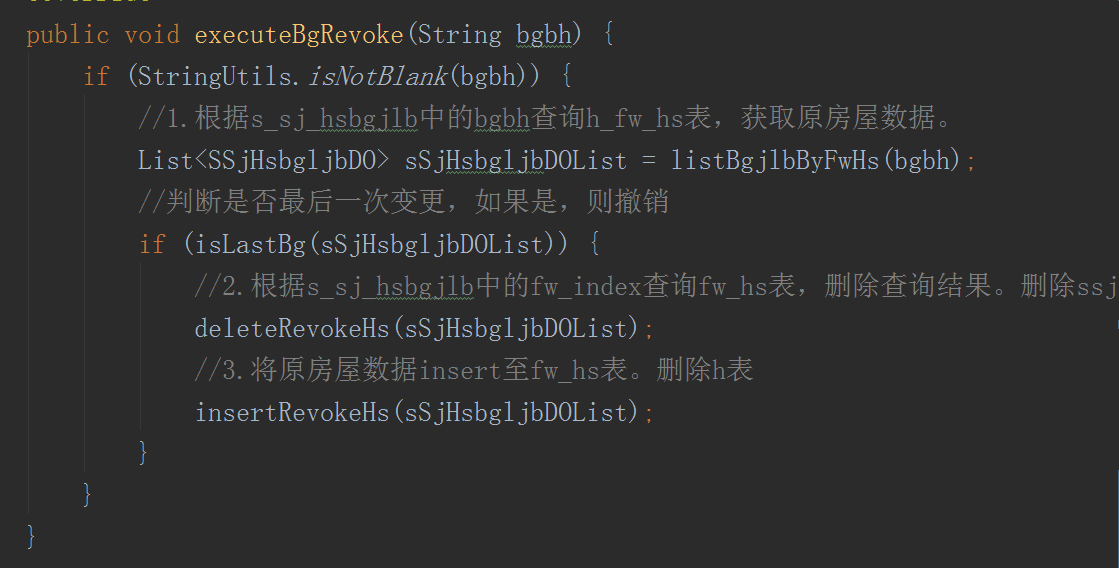 public void executeBgRevoke(String bgbh) {
if (StringUtils.isNotBlank(bgbh)) {
//1.根据s_sj_hsbgjlb中的bgbh查询h_fw_hs表，获取原房屋数据。
List<SSjHsbgljbDO> sSjHsbgljbDOList = listBgjlbByFwHs(bgbh);
//判断是否最后一次变更，如果是，则撤销
if (isLastBg(sSjHsbgljbDOList)) {
//2.根据s_sj_hsbgjlb中的fw_index查询fw_hs表，删除查询结果。删除ssj
deleteRevokeHs(sSjHsbgljbDOList);
//3.将原房屋数据insert至fw_hs表。删除h表
insertRevokeHs(sSjHsbgljbDOList);
}
}
}